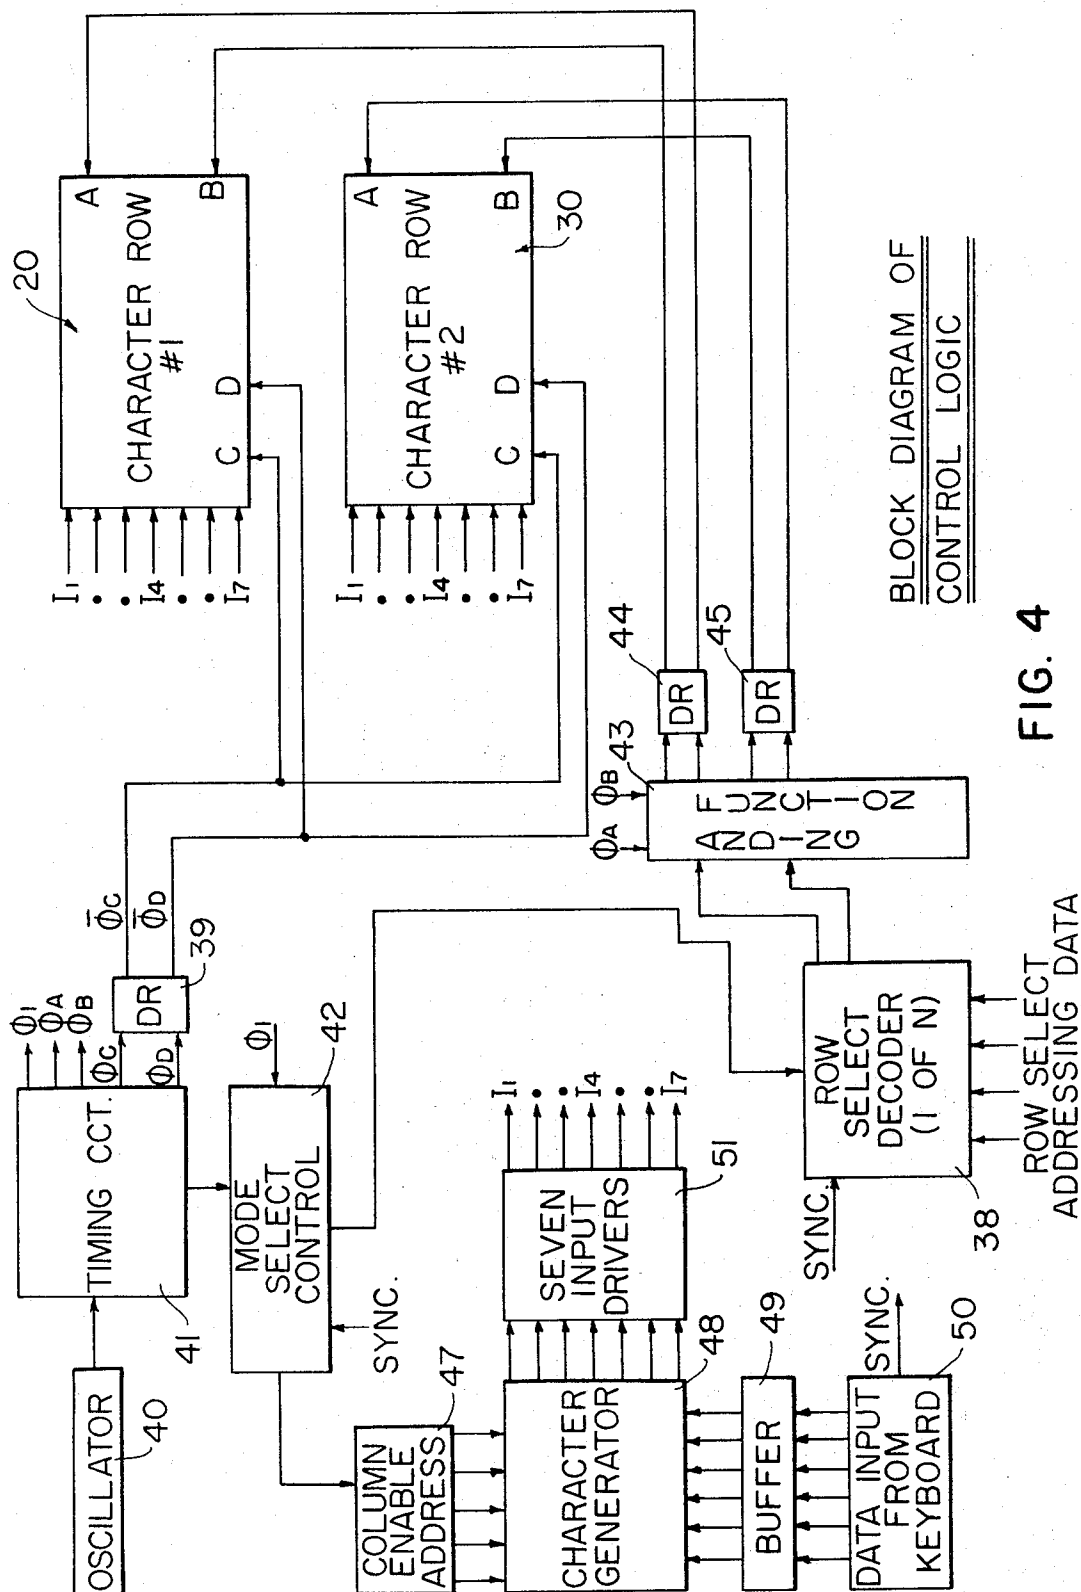 OSCILLATOR
40
TIMING CCT.
41
Φ1
ΦA
ΦB
ΦC
ΦD
DR
39
Φ̅C
Φ̅D
MODE
SELECT
CONTROL
42
Φ1
SYNC.
COLUMN
ENABLE
ADDRESS
47
CHARACTER
GENERATOR
48
BUFFER
49
DATA INPUT
FROM
KEYBOARD
50
SYNC.
SEVEN
INPUT
DRIVERS
51
I1
I4
I7
ROW
SELECT
DECODER
(1 OF N)
38
SYNC.
ROW SELECT
ADDRESSING DATA
ANDING
FUNCTION
43
ΦA
ΦB
DR
44
DR
45
I1
I4
I7
CHARACTER ROW
#1
A
B
C
D
20
I1
I4
I7
CHARACTER ROW
#2
A
B
C
D
30
BLOCK DIAGRAM OF
CONTROL LOGIC
FIG. 4